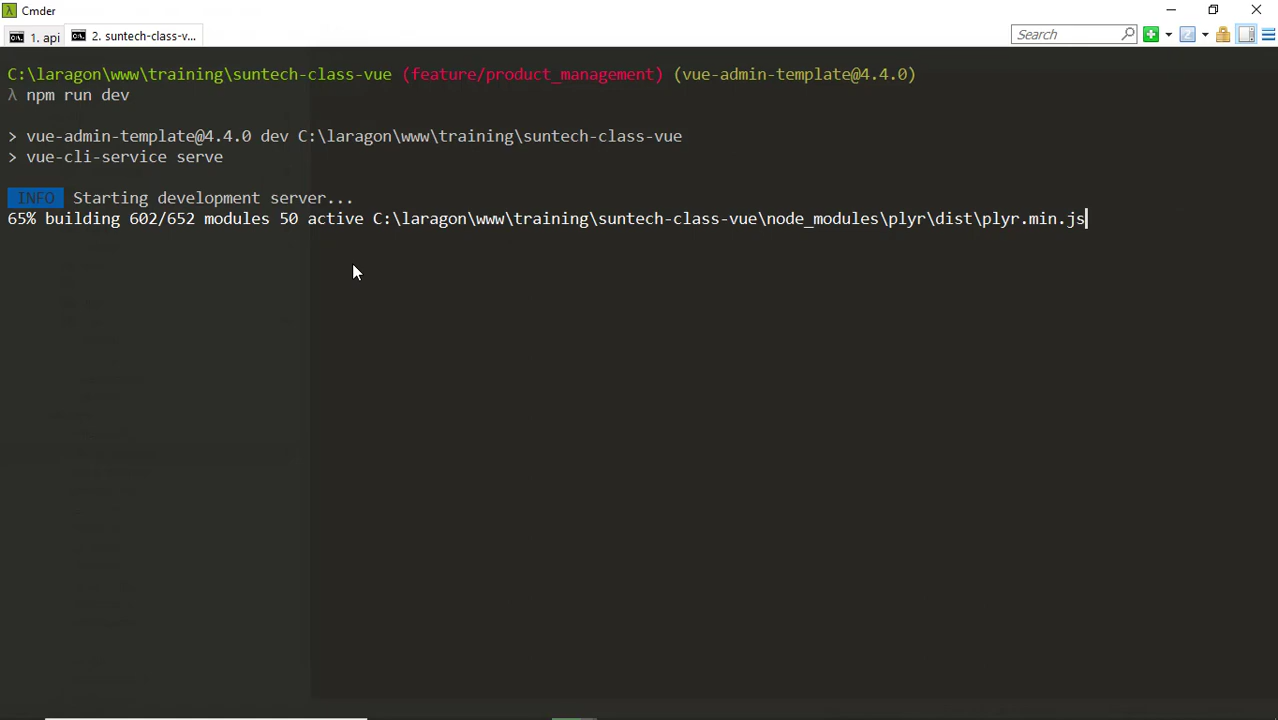 Cmder
1. api
2. suntech-class-v...
Search
C:\laragon\www\training\suntech-class-vue (feature/product_management) (vue-admin-template@4.4.0)
λ npm run dev
> vue-admin-template@4.4.0 dev C:\laragon\www\training\suntech-class-vue
> vue-cli-service serve
INFO Starting development server...
65% building 602/652 modules 50 active C:\laragon\www\training\suntech-class-vue\node_modules\plyr\dist\plyr.min.js